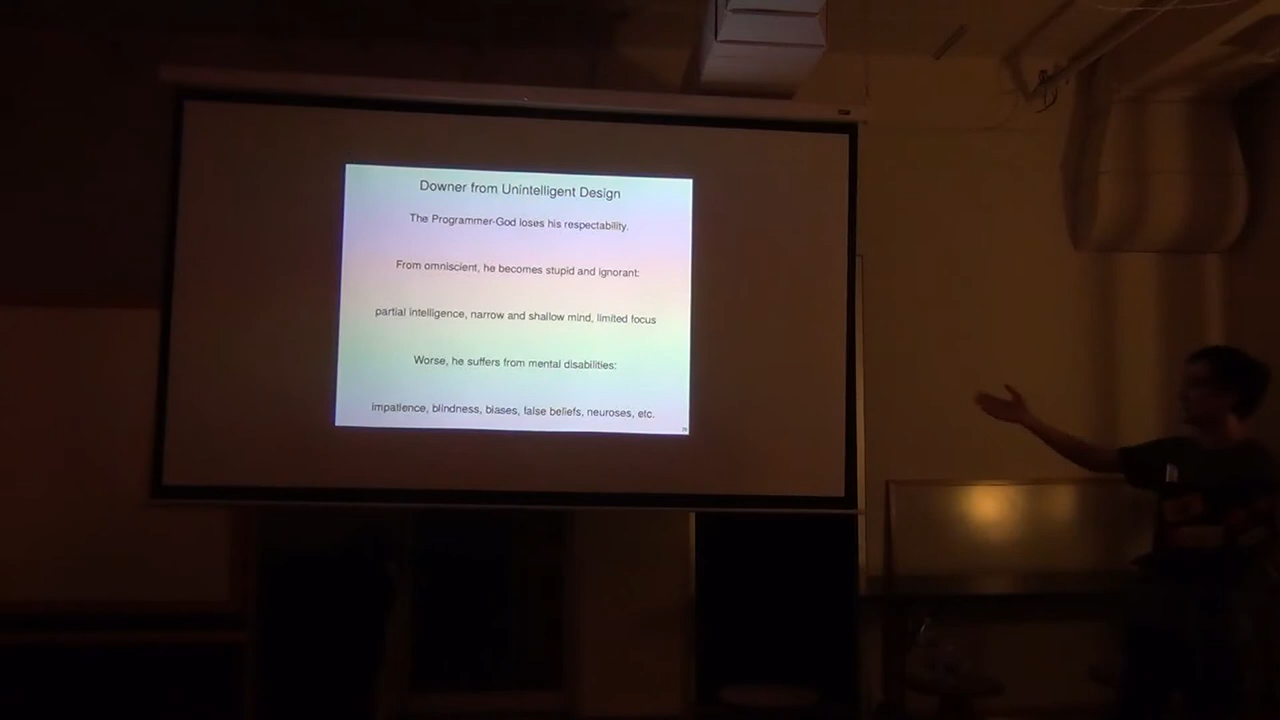 Downer from Unintelligent Design
The Programmer-God loses his respectability.
From omniscient, he becomes stupid and ignorant:
partial intelligence, narrow and shallow mind, limited focus
Worse, he suffers from mental disabilities:
impatience, blindness, biases, false beliefs, neuroses, etc.